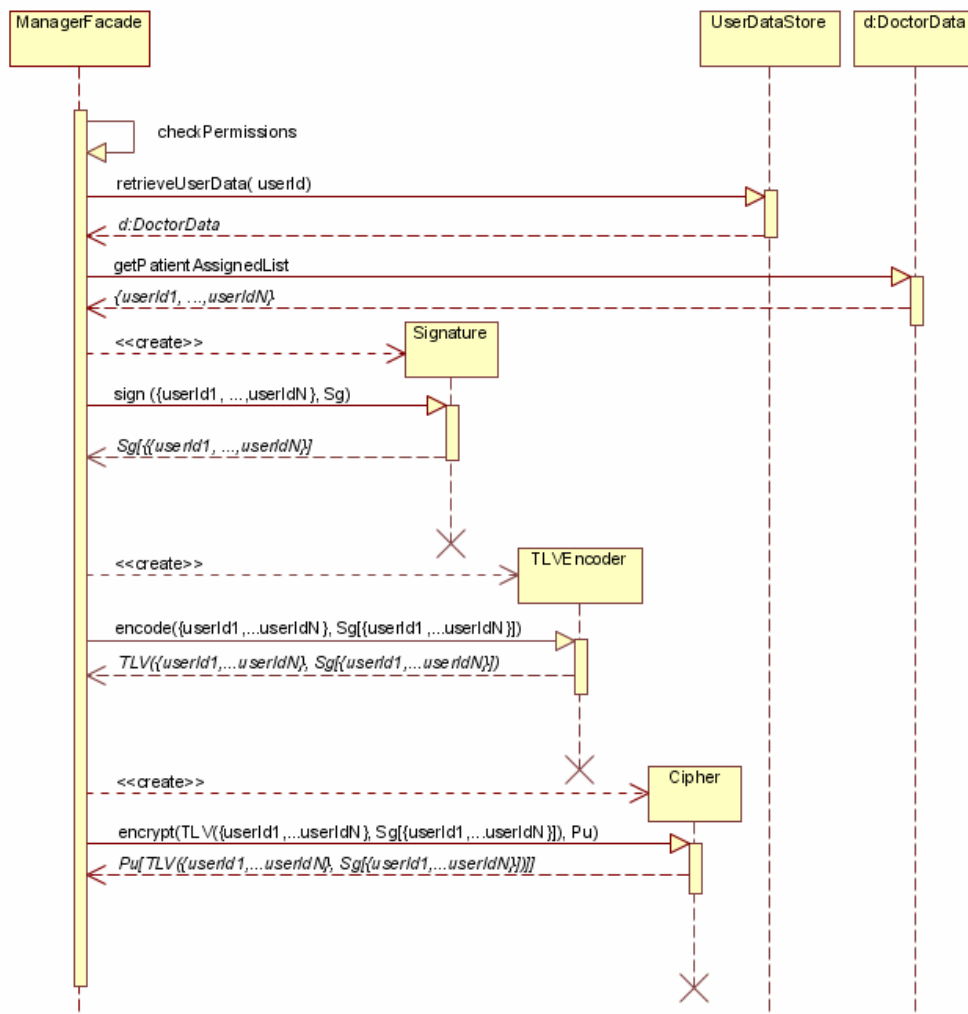 ManagerFacade
UserDataStore
d:DoctorData
checkPermissions
retrieveUserData( userId)
d:DoctorData
getPatientAssignedList
{userId1, ...,userIdN}
<<create>>
Signature
sign ({userId1, ...,userIdN}, Sg)
Sg[{{userId1, ...,userIdN}]
<<create>>
TLVEncoder
encode({userId1,...userIdN}, Sg[{userId1,...userIdN}])
TLV({userId1,...userIdN}, Sg[{userId1,...userIdN}])
<<create>>
Cipher
encrypt(TLV({userId1,...userIdN}, Sg[{userId1,...userIdN}]), Pu)
Pu[TLV({userId1,...userIdN}, Sg[{userId1,...userIdN}])]]